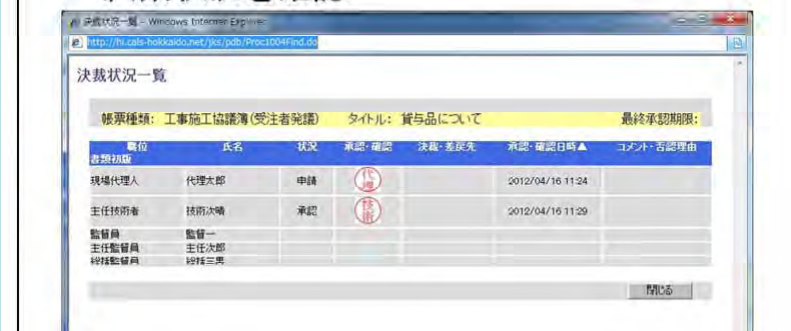 決裁状況一覧 - Windows Internet Explorer
http://hi.cals-hokkaido.net/jks/pdb/Proc1004Find.do
決裁状況一覧
帳票種類: 工事施工協議簿(受注者発議) タイトル: 貸与品について 最終承認期限:
職位 氏名 状況 承認・確認 決裁・差戻先 承認・確認日時▲ コメント・否認理由
書類初版
現場代理人 代理太郎 申請 代理 2012/04/16 11:24
主任技術者 技術次晴 承認 技術 2012/04/16 11:29
監督員 監督一
主任監督員 主任次郎
総括監督員 総括三男
閉じる